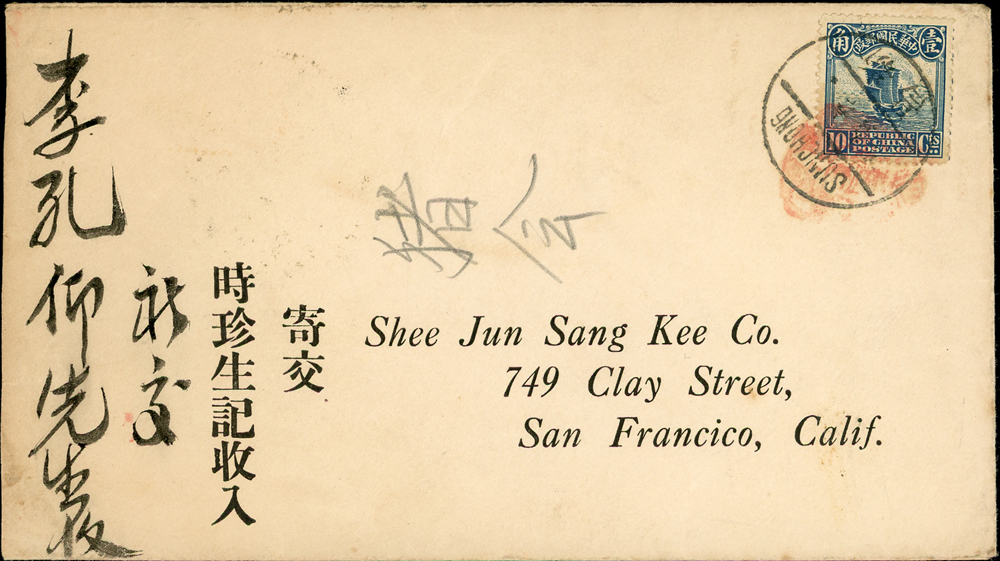 壹 中華民國郵政 角
10 REPUBLIC OF CHINA POSTAGE Cts
寄交
時珍生記收入
祈交
李孔仰先生收
Shee Jun Sang Kee Co.
749 Clay Street,
San Francico, Calif.